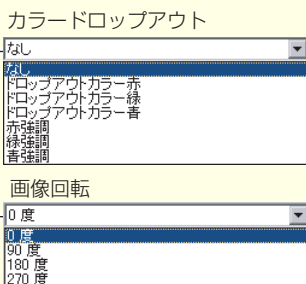 カラードロップアウト
なし
なし
ドロップアウトカラー赤
ドロップアウトカラー緑
ドロップアウトカラー青
赤強調
緑強調
青強調
画像回転
0 度
0 度
90 度
180 度
270 度